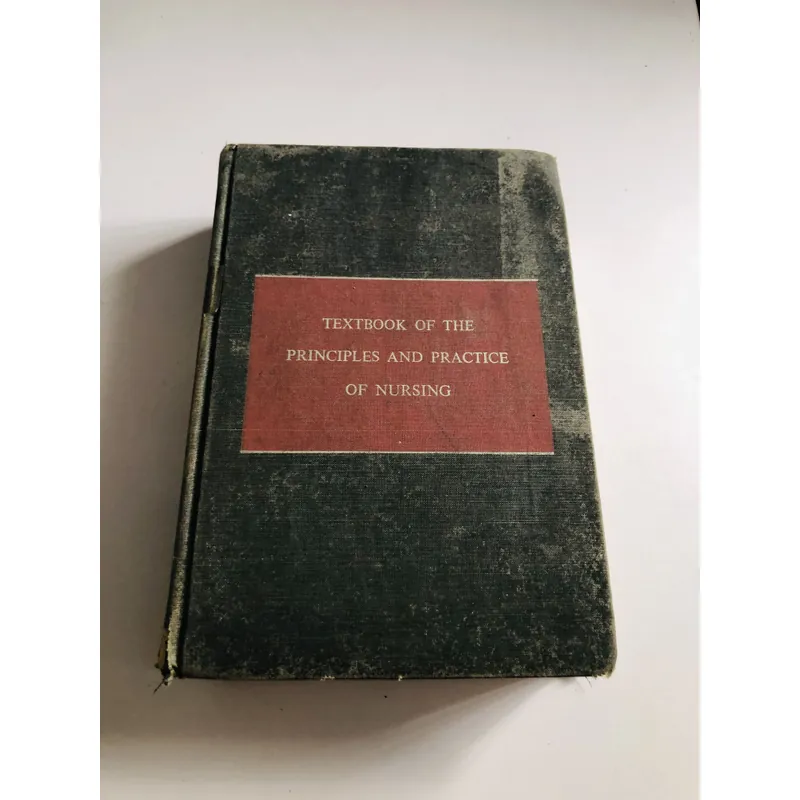 TEXTBOOK OF THE
PRINCIPLES AND PRACTICE
OF NURSING